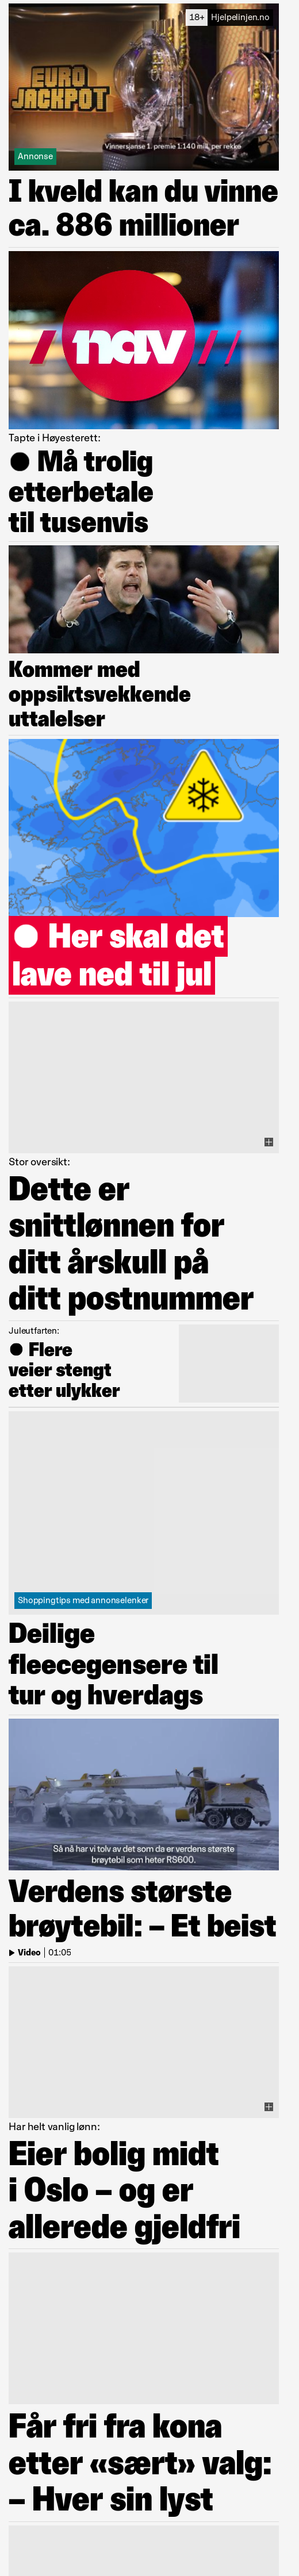 18+ Hjelpelinjen.no
EURO
JACKPOT
Vinnersjanse 1. premie 1:140 mill. per rekke
Annonse
I kveld kan du vinne
ca. 886 millioner
nav
Tapte i Høyesterett:
● Må trolig
etterbetale
til tusenvis
Kommer med
oppsiktsvekkende
uttalelser
● Her skal det
lave ned til jul
Stor oversikt:
Dette er
snittlønnen for
ditt årskull på
ditt postnummer
Juleutfarten:
● Flere
veier stengt
etter ulykker
Shoppingtips med annonselenker
Deilige
fleecegensere til
tur og hverdags
Så nå har vi tolv av det som da er verdens største
brøytebil som heter RS600.
Verdens største
brøytebil: – Et beist
Video | 01:05
Har helt vanlig lønn:
Eier bolig midt
i Oslo – og er
allerede gjeldfri
Får fri fra kona
etter «sært» valg:
– Hver sin lyst